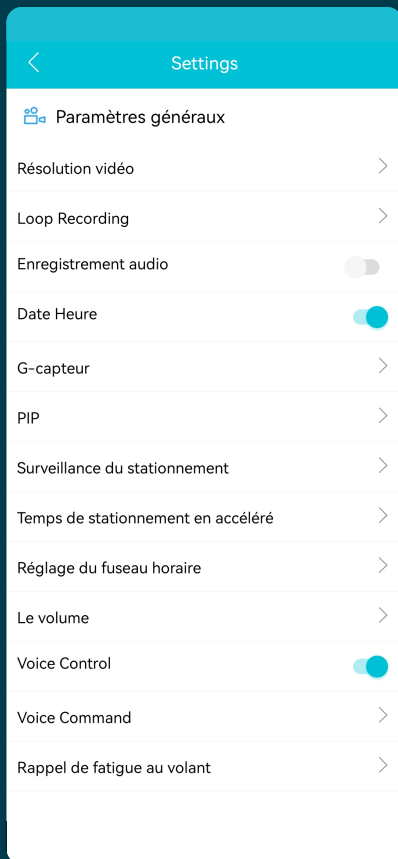 Settings
Paramètres généraux
Résolution vidéo
Loop Recording
Enregistrement audio
Date Heure
G-capteur
PIP
Surveillance du stationnement
Temps de stationnement en accéléré
Réglage du fuseau horaire
Le volume
Voice Control
Voice Command
Rappel de fatigue au volant